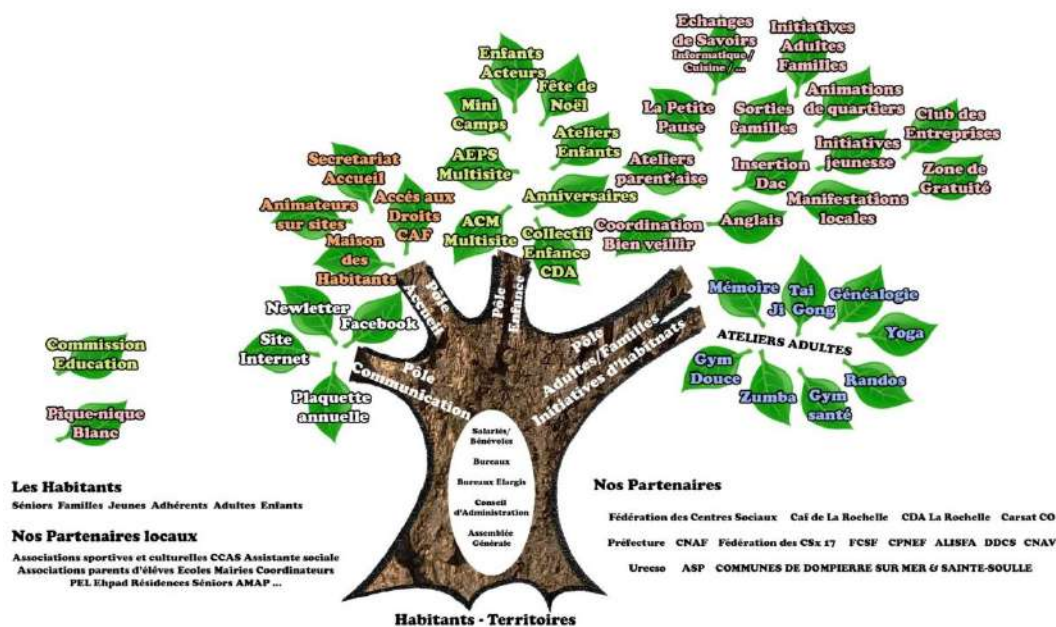 Echanges
de Savoirs
Informatique /
Cuisine / ...
Initiatives
Adultes
Familles
Enfants
Acteurs
Fête de
Noël
Mini
Camps
La Petite
Pause
Sorties
familles
Animations
de quartiers
Club des
Entreprises
Ateliers
Enfants
Initiatives
jeunesse
Secretariat
Accueil
AEPS
Multisite
Ateliers
parent'aise
Insertion
Dac
Zone de
Gratuité
Animateurs
sur sites
Accés aux
Droits
CAF
Anniversaires
Manifestations
locales
ACM
Multisite
Collectif
Enfance
CDA
Coordination
Bien veillir
Anglais
Maison
des
Habitants
Newletter
Facebook
Site
Internet
Plaquette
annuelle
Pôle
Accueil
Pôle
Enfance
Pôle
Adultes/Familles
Initiatives d'habitnats
Pôle
Communication
Mémoire
Tai
Ji Gong
Généalogie
Yoga
ATELIERS ADULTES
Gym
Douce
Zumba
Gym
santé
Randos
Commission
Education
Pique-nique
Blanc
Salariés/
Bénévoles
Bureaux
Bureaux Elargis
Conseil
d'Administration
Assemblée
Générale
Les Habitants
Séniors Familles Jeunes Adhérents Adultes Enfants
Nos Partenaires locaux
Associations sportives et culturelles CCAS Assistante sociale
Associations parents d'éléves Ecoles Mairies Coordinateurs
PEL Ehpad Résidences Séniors AMAP ...
Nos Partenaires
Fédération des Centres Sociaux Caf de La Rochelle CDA La Rochelle Carsat CO
Préfecture CNAF Fédération des CSx 17 FCSF CPNEF ALISFA DDCS CNAV
Urecso ASP COMMUNES DE DOMPIERRE SUR MER & SAINTE-SOULLE
Habitants - Territoires